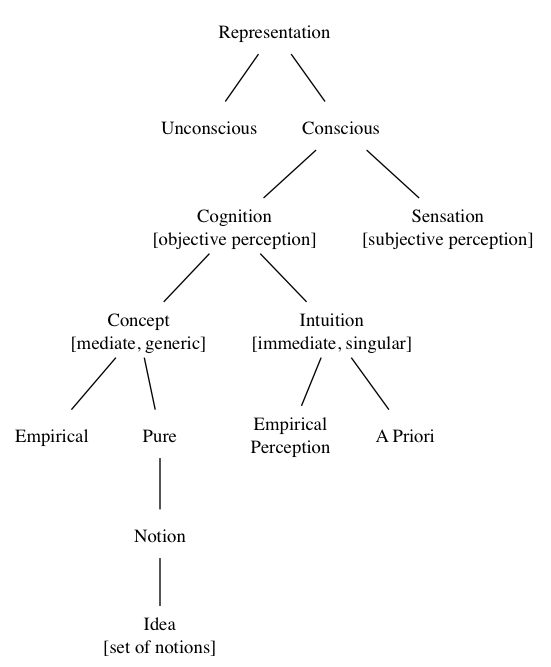 Representation
Unconscious
Conscious
Cognition
[objective perception]
Sensation
[subjective perception]
Concept
[mediate, generic]
Intuition
[immediate, singular]
Empirical
Pure
Empirical
Perception
A Priori
Notion
Idea
[set of notions]